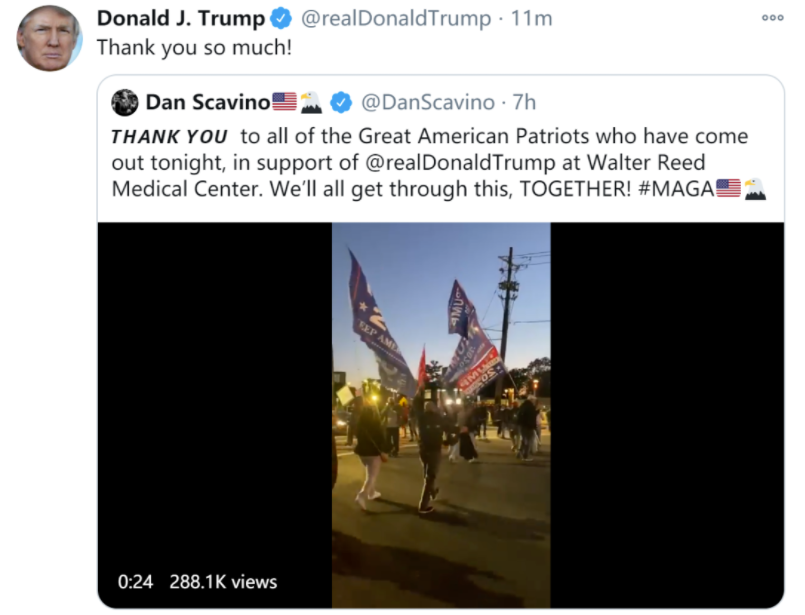 Donald J. Trump @realDonaldTrump · 11m
Thank you so much!
Dan Scavino🇺🇸🦅 @DanScavino · 7h
THANK YOU to all of the Great American Patriots who have come
out tonight, in support of @realDonaldTrump at Walter Reed
Medical Center. We’ll all get through this, TOGETHER! #MAGA🇺🇸🦅
0:24 288.1K views